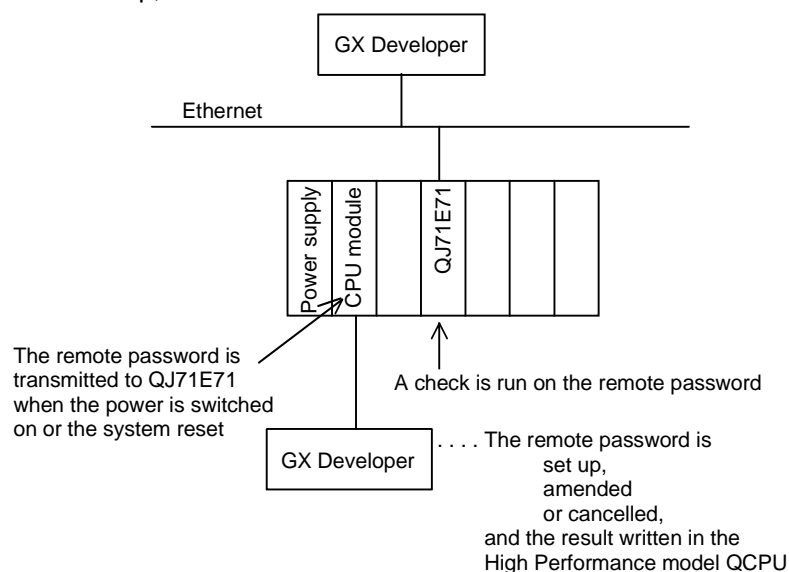 GX Developer
Ethernet
Power supply
CPU module
QJ71E71
The remote password is
transmitted to QJ71E71
when the power is switched
on or the system reset
A check is run on the remote password
GX Developer
. . . . The remote password is
set up,
amended
or cancelled,
and the result written in the
High Performance model QCPU